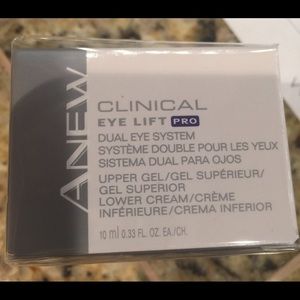 ANEW
CLINICAL
EYE LIFT PRO
DUAL EYE SYSTEM
SYSTÈME DOUBLE POUR LES YEUX
SISTEMA DUAL PARA OJOS
UPPER GEL/GEL SUPÉRIEUR/
GEL SUPERIOR
LOWER CREAM/CRÈME
INFÉRIEURE/CREMA INFERIOR
10 ml 0.33 FL. OZ. EA./CH.